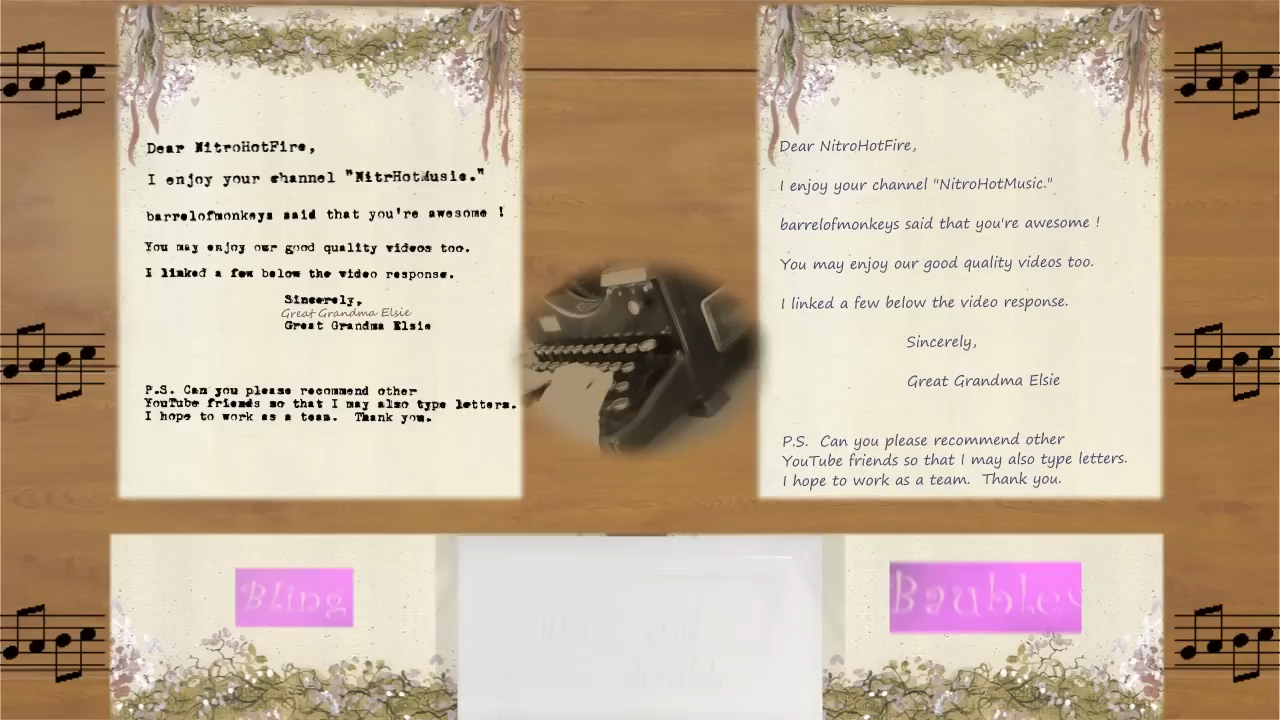 Dear NitroHotFire,
I enjoy your channel "NitrHotMusic."
barrelofmonkeys said that you're awesome !
You may enjoy our good quality videos too.
I linked a few below the video response.
Sincerely,
Great Grandma Elsie
Great Grandma Elsie
P.S. Can you please recommend other
YouTube friends so that I may also type letters.
I hope to work as a team. Thank you.
Dear NitroHotFire,
I enjoy your channel "NitroHotMusic."
barrelofmonkeys said that you're awesome !
You may enjoy our good quality videos too.
I linked a few below the video response.
Sincerely,
Great Grandma Elsie
P.S. Can you please recommend other
YouTube friends so that I may also type letters.
I hope to work as a team. Thank you.
Bling
Baubles